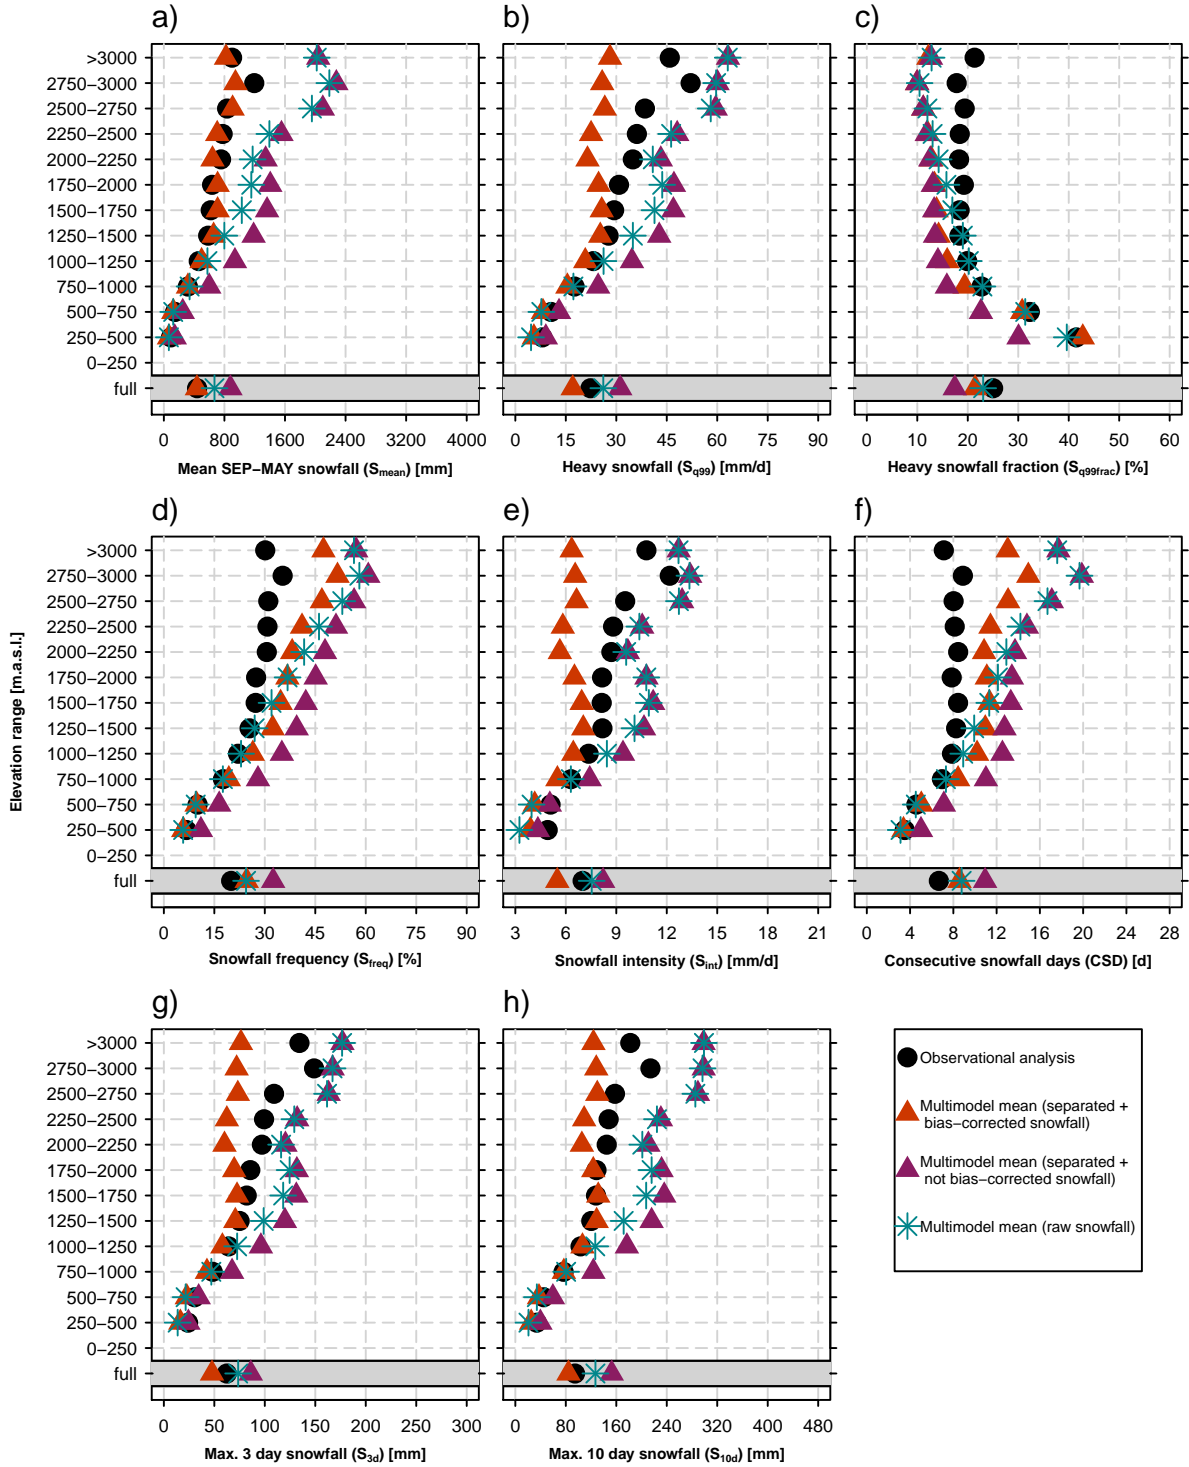 a) b) c)
>3000
2750−3000
2500−2750
2250−2500
2000−2250
1750−2000
1500−1750
1250−1500
1000−1250
750−1000
500−750
250−500
0−250
full
0 800 1600 2400 3200 4000
0 15 30 45 60 75 90
0 10 20 30 40 50 60
Mean SEP−MAY snowfall (Smean) [mm]
Heavy snowfall (Sq99) [mm/d]
Heavy snowfall fraction (Sq99frac) [%]
d) e) f)
Elevation range [m.a.s.l.]
>3000
2750−3000
2500−2750
2250−2500
2000−2250
1750−2000
1500−1750
1250−1500
1000−1250
750−1000
500−750
250−500
0−250
full
0 15 30 45 60 75 90
3 6 9 12 15 18 21
0 4 8 12 16 20 24 28
Snowfall frequency (Sfreq) [%]
Snowfall intensity (Sint) [mm/d]
Consecutive snowfall days (CSD) [d]
g) h)
>3000
2750−3000
2500−2750
2250−2500
2000−2250
1750−2000
1500−1750
1250−1500
1000−1250
750−1000
500−750
250−500
0−250
full
0 50 100 150 200 250 300
0 80 160 240 320 400 480
Max. 3 day snowfall (S3d) [mm]
Max. 10 day snowfall (S10d) [mm]
Observational analysis
Multimodel mean (separated +
bias−corrected snowfall)
Multimodel mean (separated +
not bias−corrected snowfall)
Multimodel mean (raw snowfall)